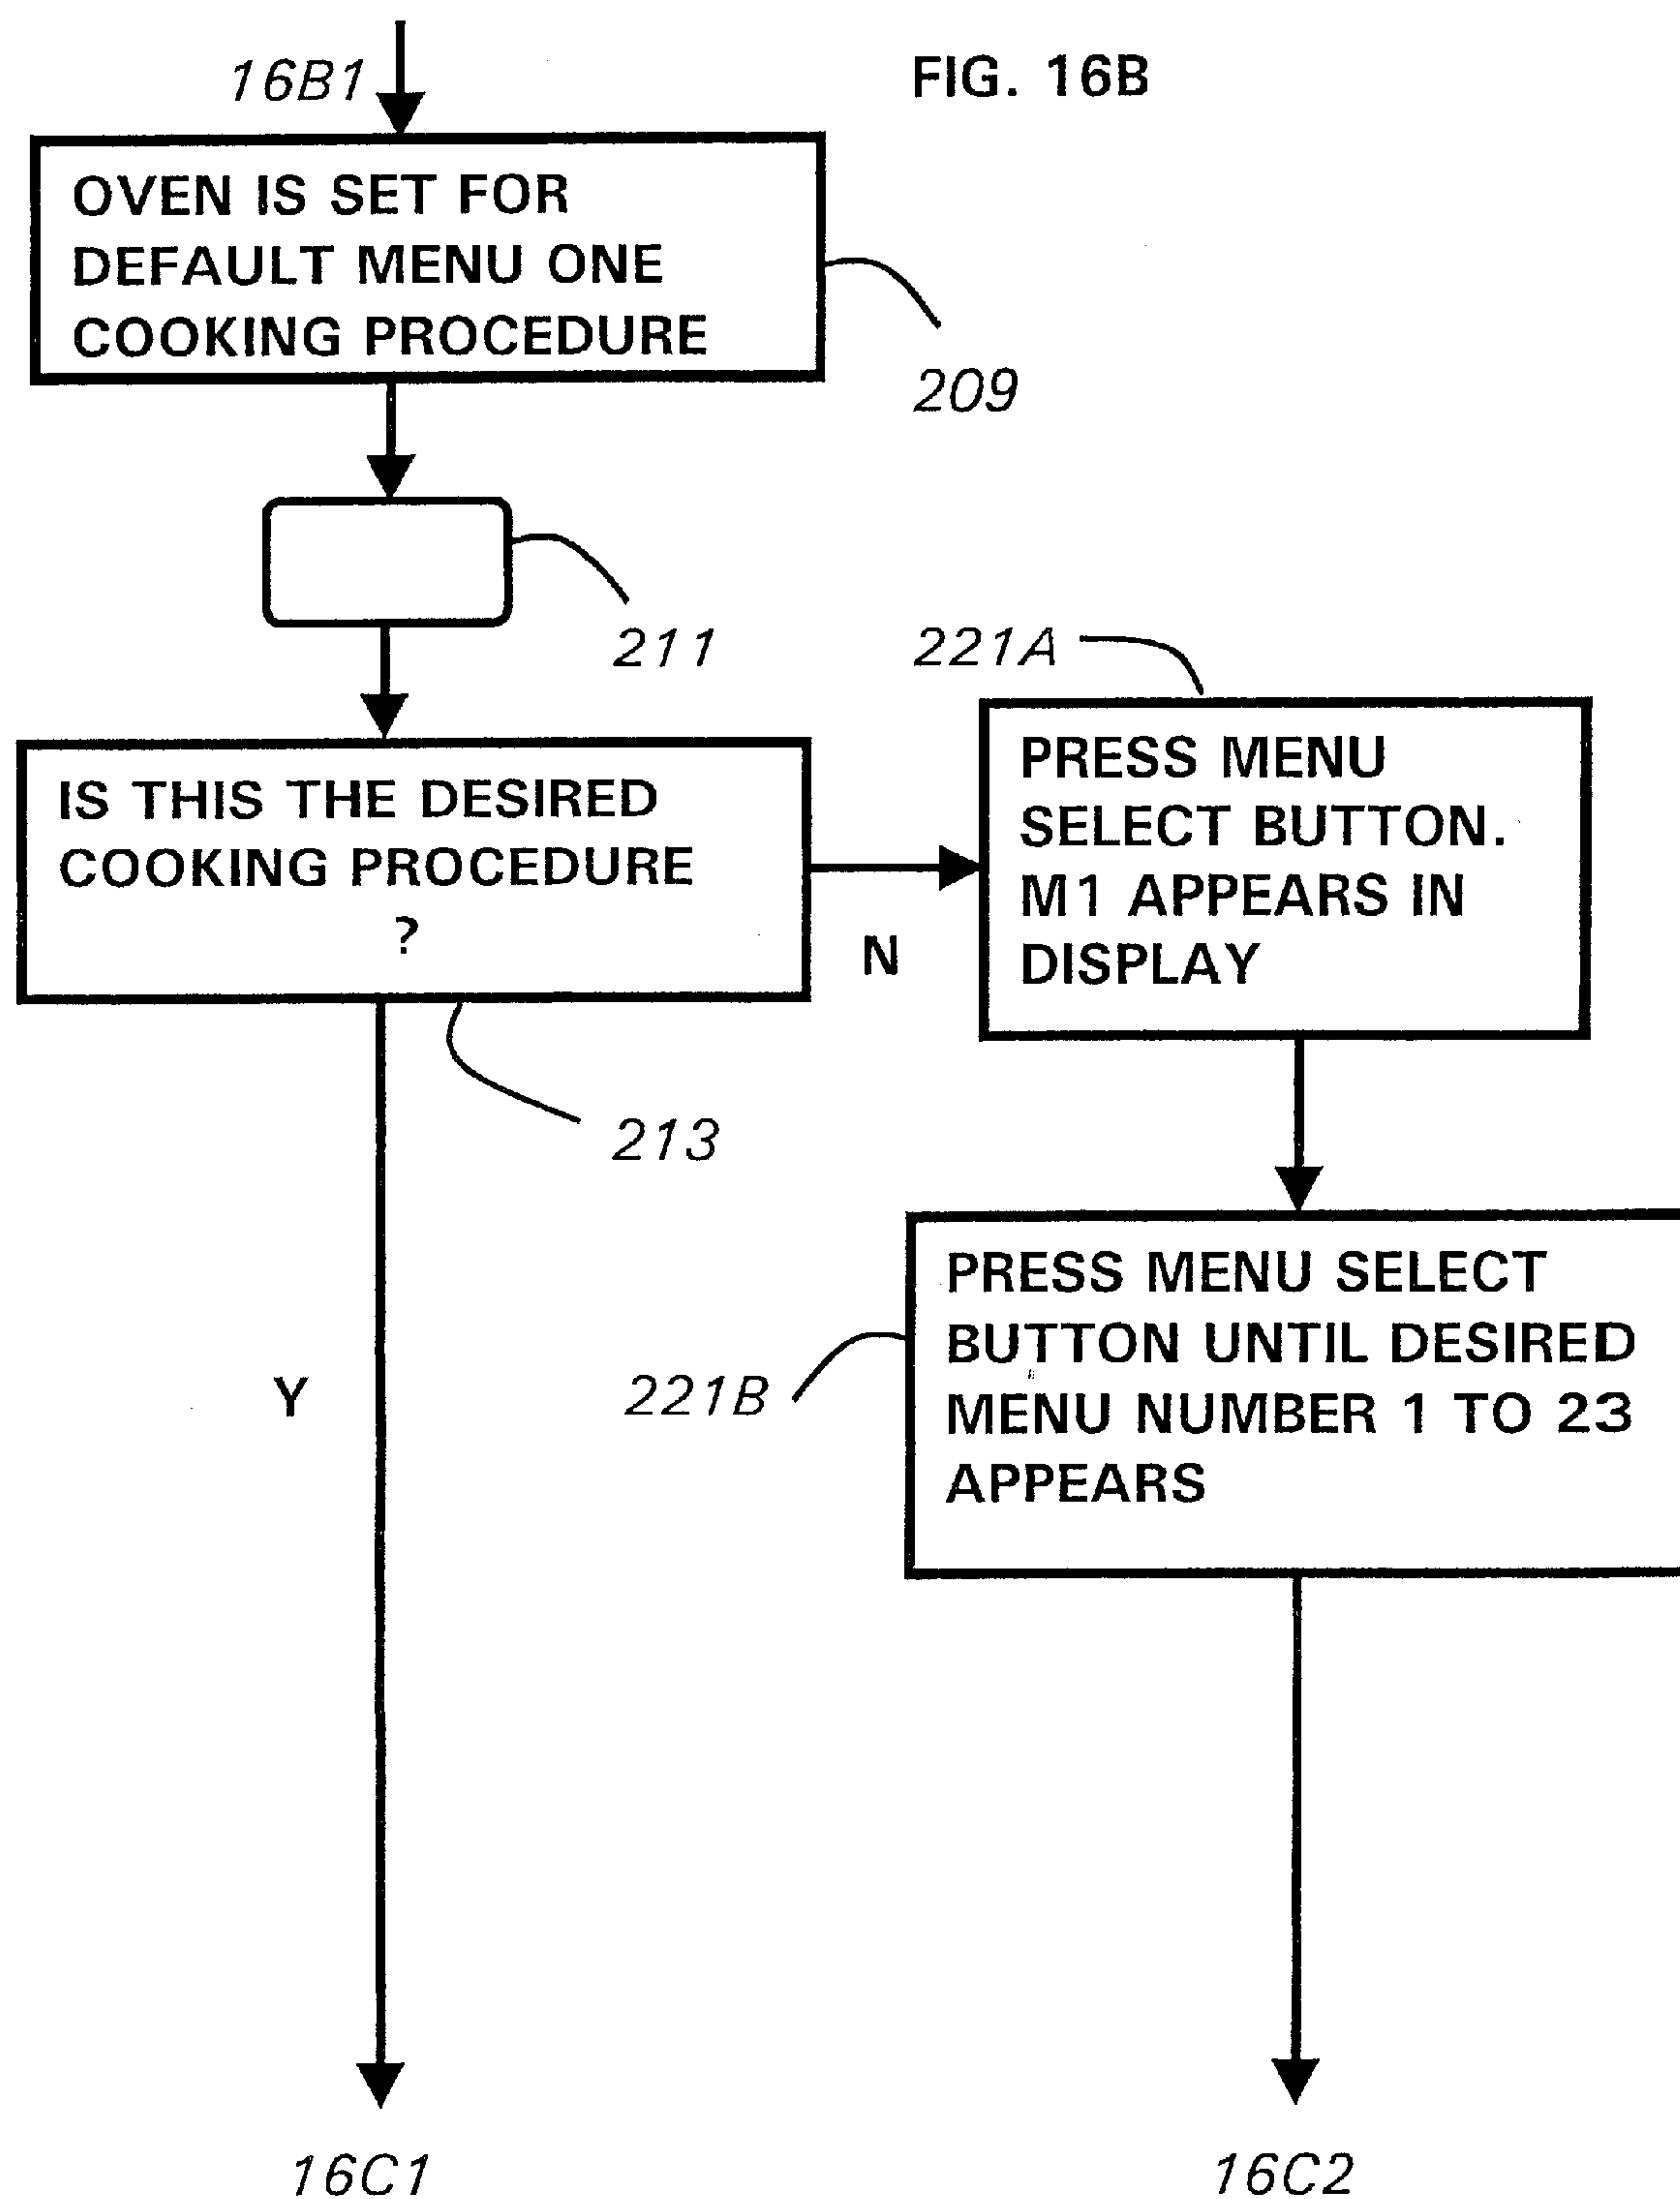 16B1
FIG. 16B
OVEN IS SET FOR
DEFAULT MENU ONE
COOKING PROCEDURE
209
211
221A
IS THIS THE DESIRED
COOKING PROCEDURE
?
N
PRESS MENU
SELECT BUTTON.
M1 APPEARS IN
DISPLAY
213
PRESS MENU SELECT
BUTTON UNTIL DESIRED
MENU NUMBER 1 TO 23
APPEARS
221B
Y
16C1
16C2